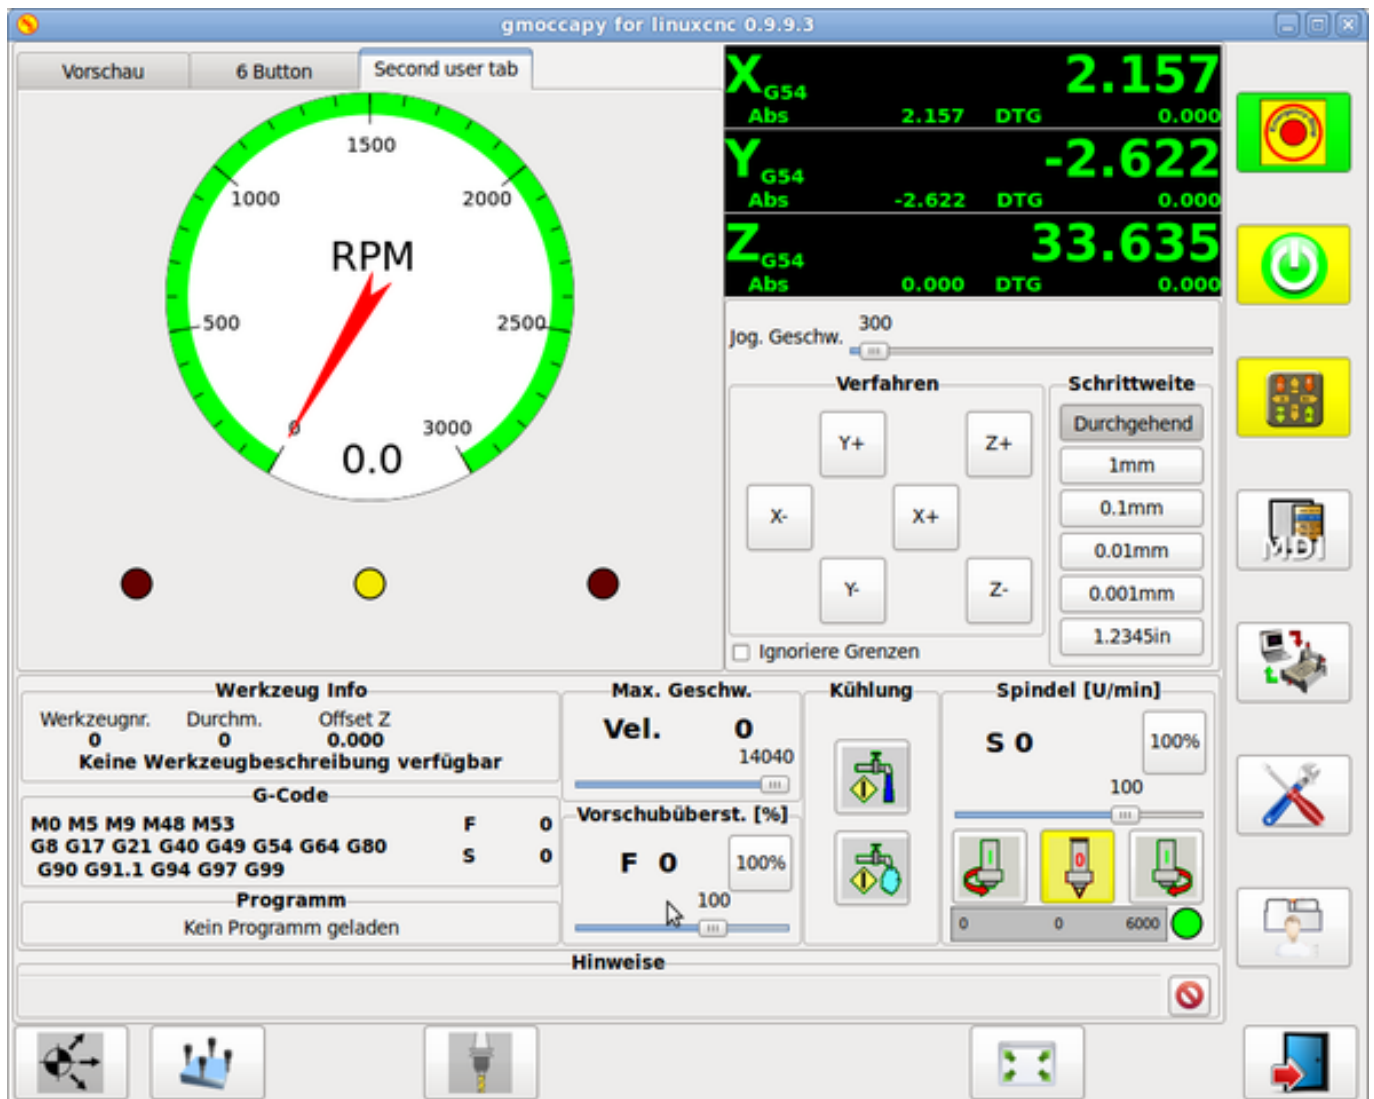 gmoccapy for linuxcnc 0.9.9.3
Vorschau 6 Button Second user tab
1500
1000 2000
RPM
500 2500
0 3000
0.0
X G54 2.157
Abs 2.157 DTG 0.000
Y G54 -2.622
Abs -2.622 DTG 0.000
Z G54 33.635
Abs 0.000 DTG 0.000
Jog. Geschw. 300
Verfahren
Y+ Z+
X- X+
Y- Z-
Ignoriere Grenzen
Schrittweite
Durchgehend
1mm
0.1mm
0.01mm
0.001mm
1.2345in
MDI
Werkzeug Info
Werkzeugnr. Durchm. Offset Z
0 0 0.000
Keine Werkzeugbeschreibung verfügbar
G-Code
M0 M5 M9 M48 M53 F 0
G8 G17 G21 G40 G49 G54 G64 G80 S 0
G90 G91.1 G94 G97 G99
Programm
Kein Programm geladen
Max. Geschw.
Vel. 0
14040
Vorschubüberst. [%]
F 0 100%
100
Kühlung
Spindel [U/min]
S 0 100%
100
I 0 I
0 0 6000
Hinweise